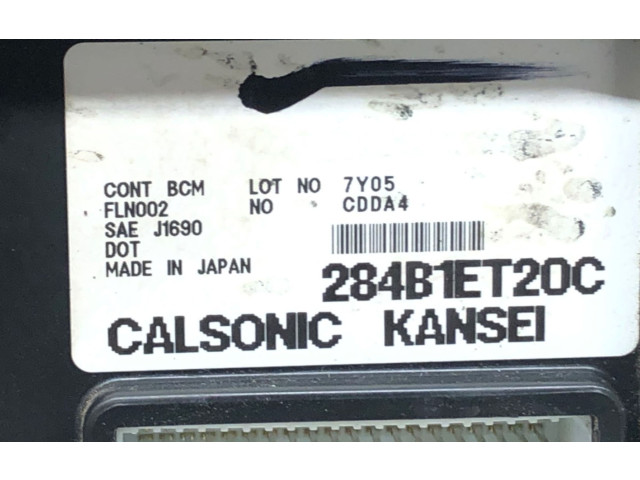 CONT BCM LOT NO 7Y05
FLN002 NO CDDA4
SAE J1690
DOT
MADE IN JAPAN
284B1ET20C
CALSONIC KANSEI